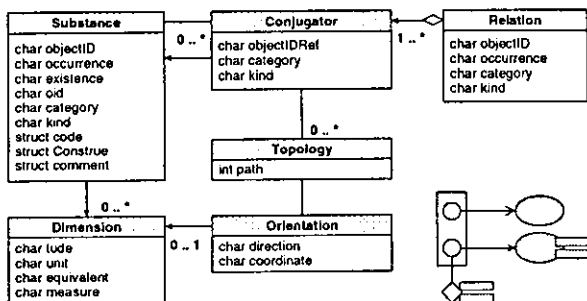 Substance
char objectID
char occurrence
char existence
char oid
char category
char kind
struct code
struct Construe
struct comment
0 .. *
Conjugator
char objectIDRef
char category
char kind
1 .. *
Relation
char objectID
char occurrence
char category
char kind
0 .. *
Topology
int path
0 .. *
Dimension
char tude
char unit
char equivalent
char measure
0 .. 1
Orientation
char direction
char coordinate